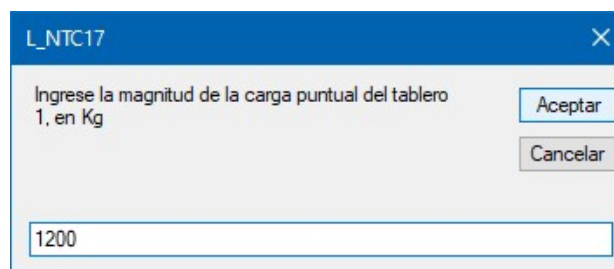 L_NTC17
Ingrese la magnitud de la carga puntual del tablero
1, en Kg
Aceptar
Cancelar
1200